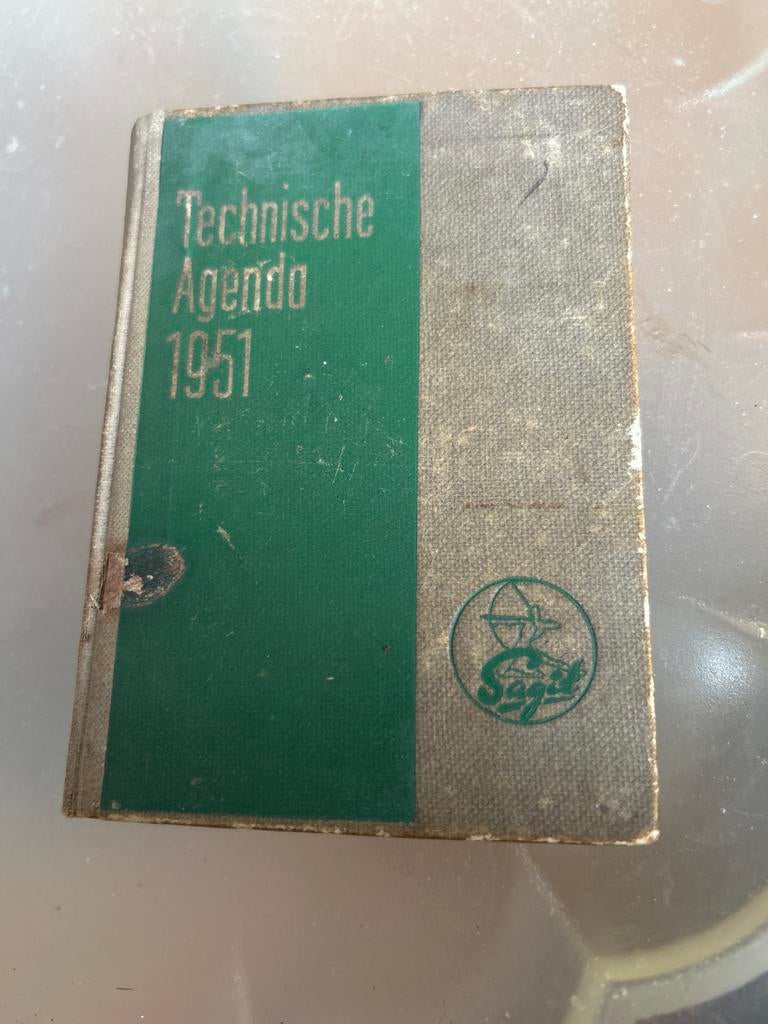 Technische
Agenda
1951
Sagit